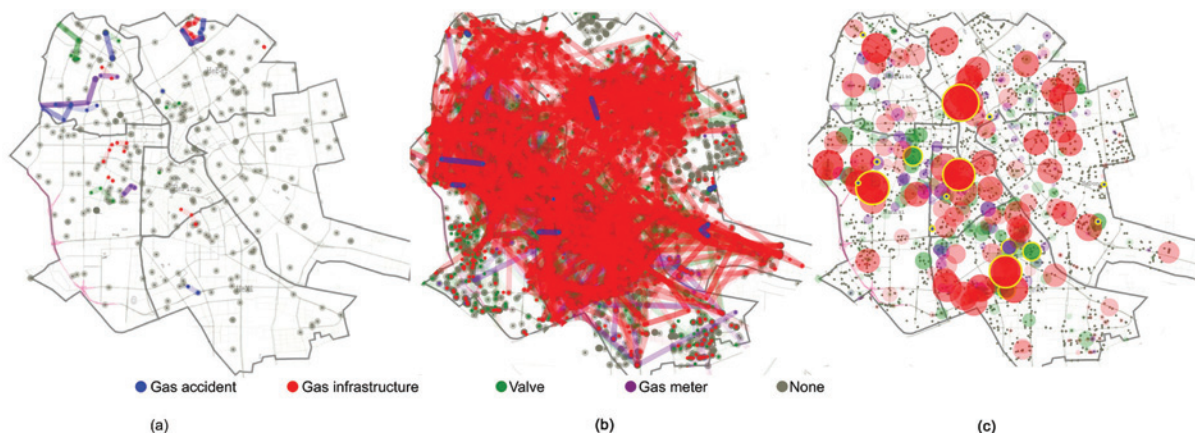 Gas accident Gas infrastructure Valve Gas meter None
(a) (b) (c)